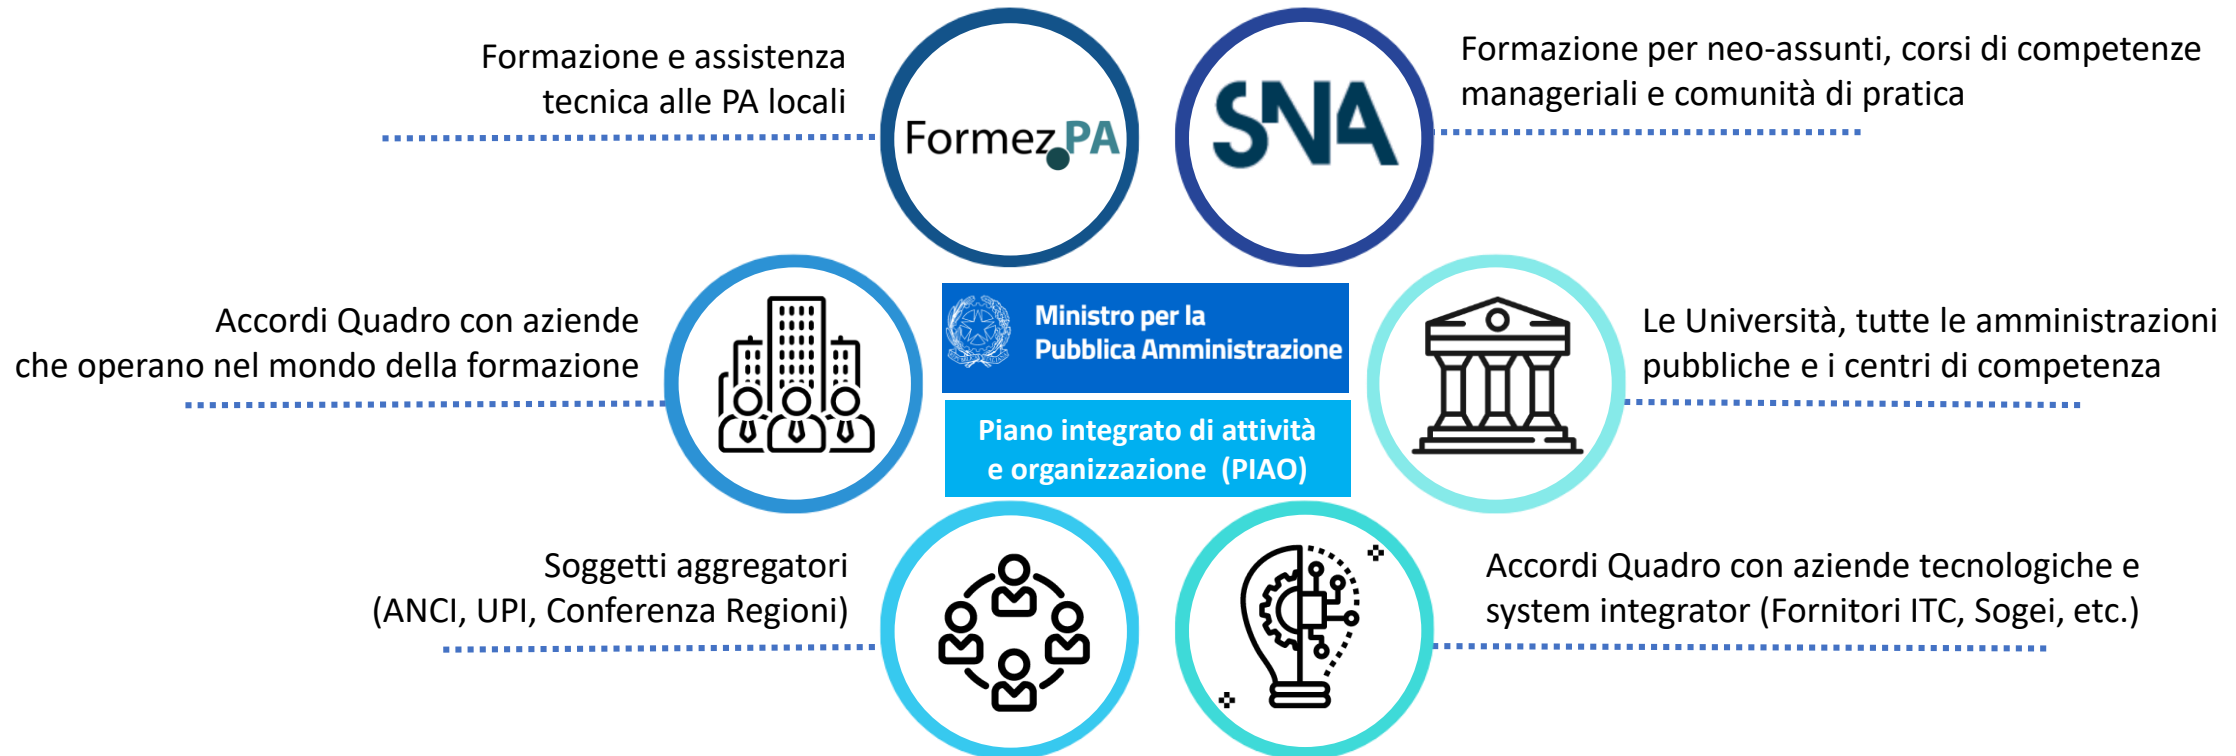 Formazione e assistenza
tecnica alle PA locali
Formez PA
SNA
Formazione per neo-assunti, corsi di competenze
manageriali e comunità di pratica
Accordi Quadro con aziende
che operano nel mondo della formazione
Ministro per la
Pubblica Amministrazione
Piano integrato di attività
e organizzazione (PIAO)
Le Università, tutte le amministrazioni
pubbliche e i centri di competenza
Soggetti aggregatori
(ANCI, UPI, Conferenza Regioni)
Accordi Quadro con aziende tecnologiche e
system integrator (Fornitori ITC, Sogei, etc.)